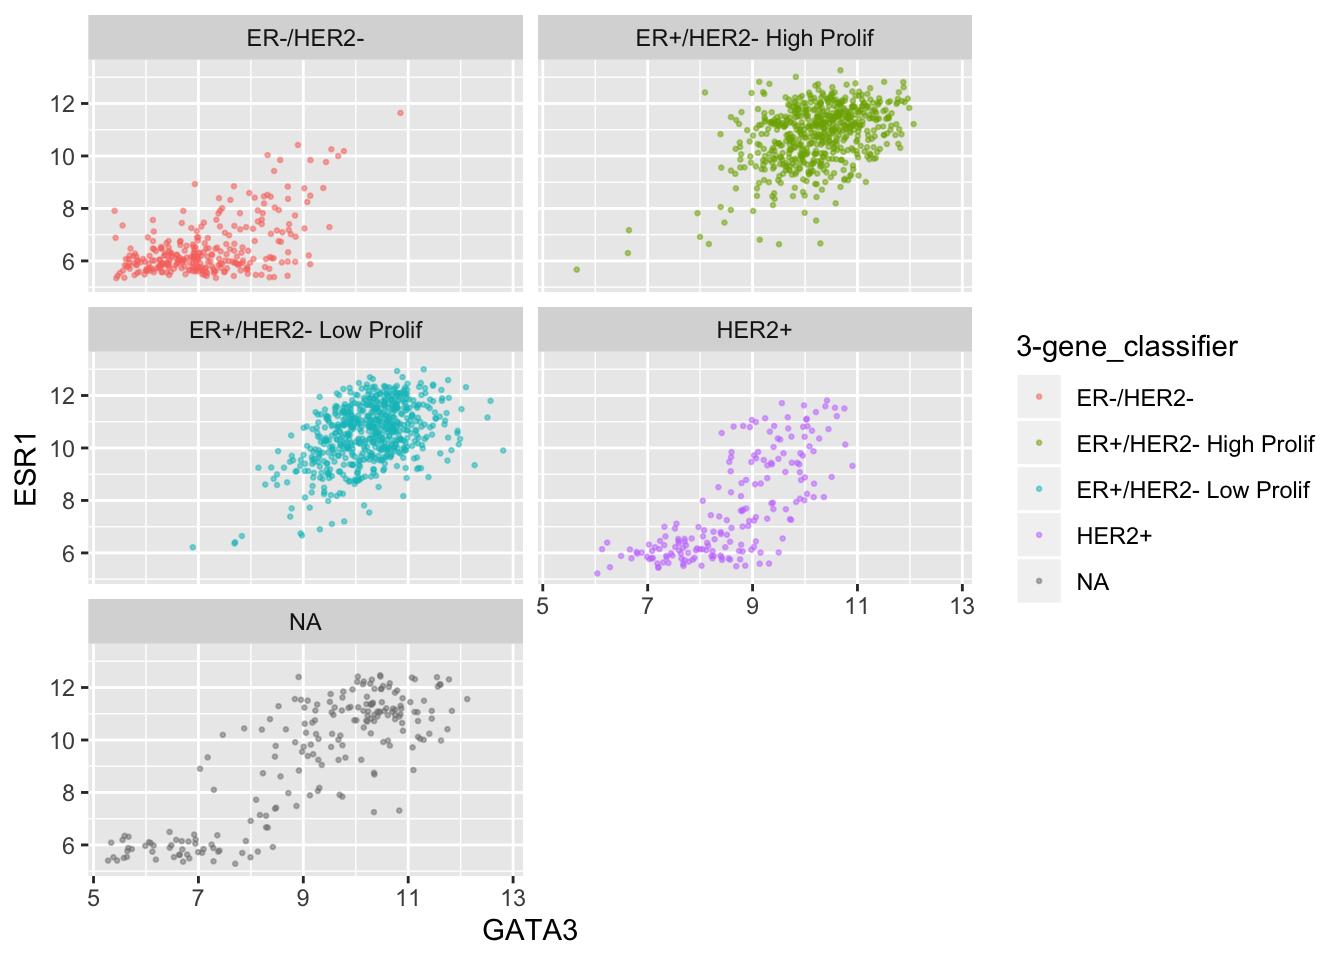 ER-/HER2-
ER+/HER2- High Prolif
12
10
8
6
ER+/HER2- Low Prolif
HER2+
12
10
8
6
5 7 9 11 13
NA
12
10
8
6
5 7 9 11 13
GATA3
ESR1
3-gene_classifier
ER-/HER2-
ER+/HER2- High Prolif
ER+/HER2- Low Prolif
HER2+
NA